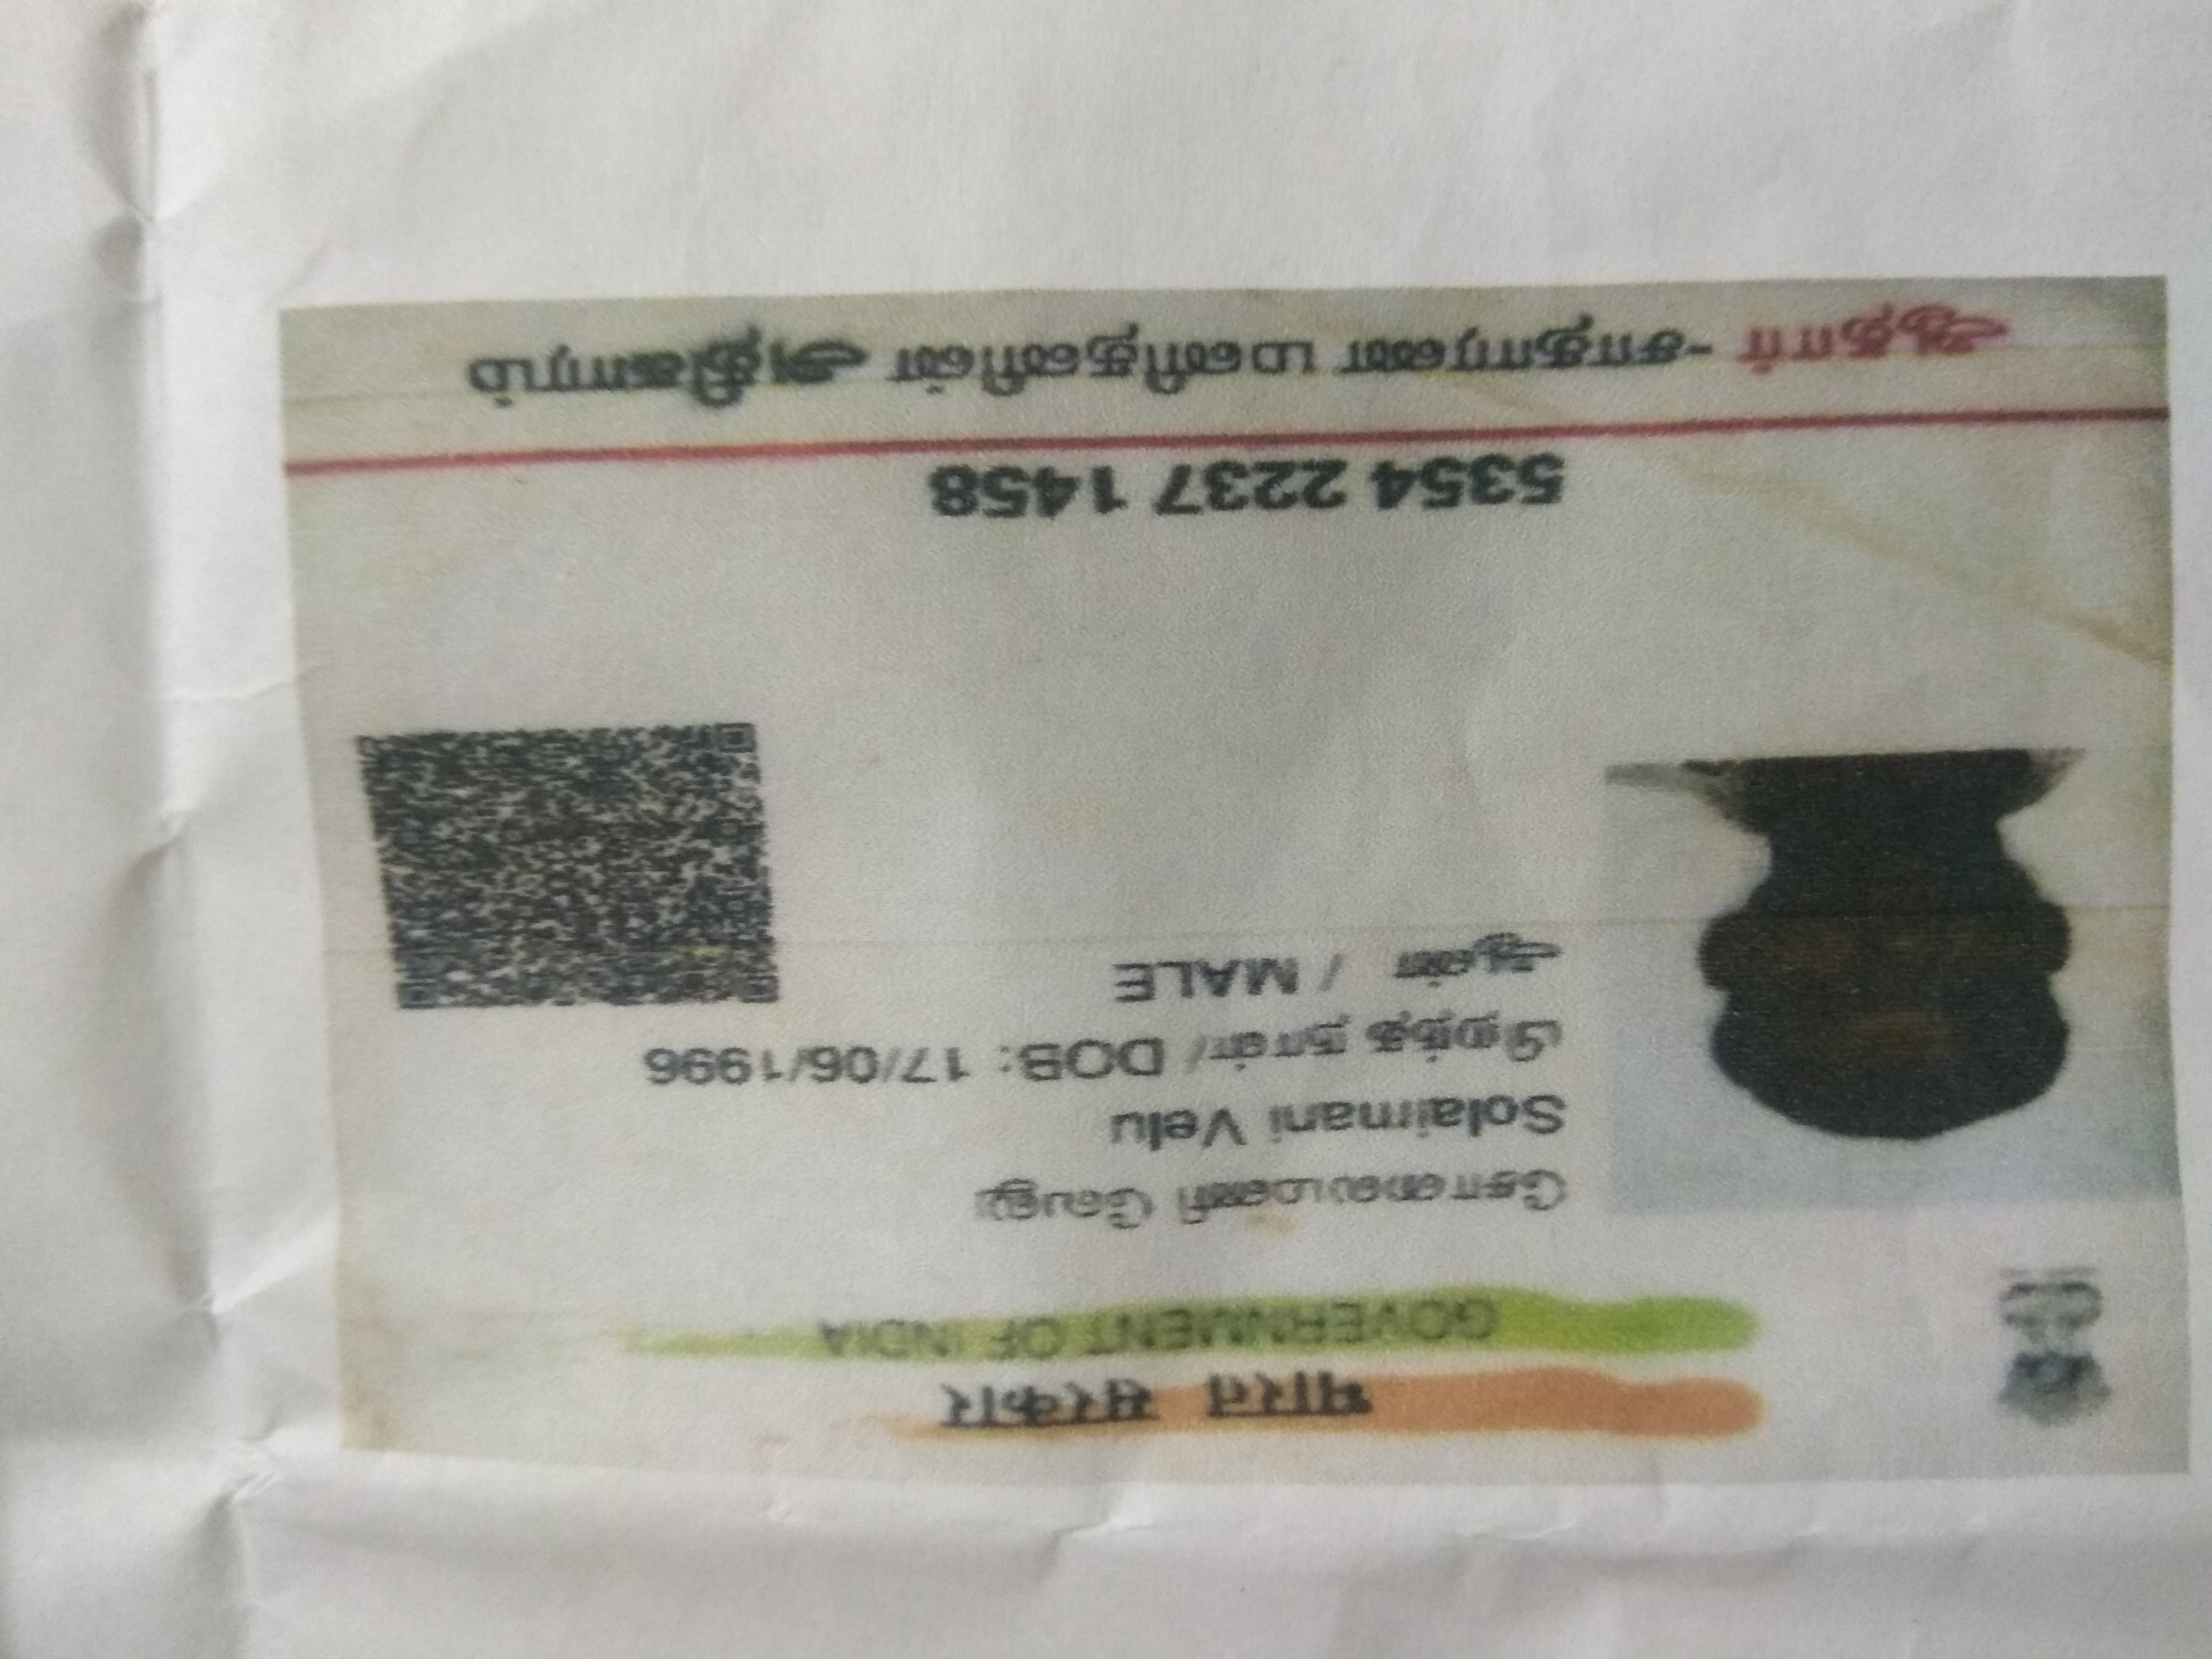 भारत सरकार
GOVERNMENT OF INDIA
சோலைமணி வேலு
Solaimani Velu
பிறந்த நாள்/ DOB: 17/06/1996
ஆண் / MALE
5354 2237 1458
ஆதார் -சாதாரண மனிதனின் அதிகாரம்